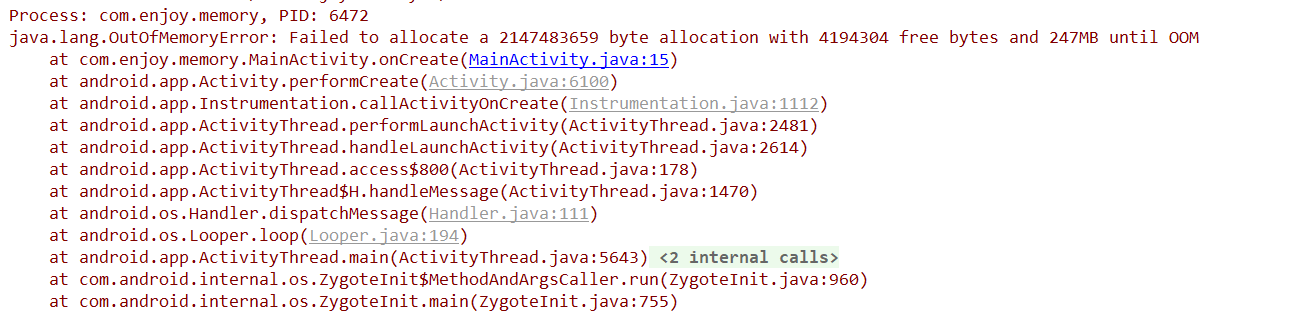 Process: com.enjoy.memory, PID: 6472
java.lang.OutOfMemoryError: Failed to allocate a 2147483659 byte allocation with 4194304 free bytes and 247MB until OOM
at com.enjoy.memory.MainActivity.onCreate(MainActivity.java:15)
at android.app.Activity.performCreate(Activity.java:6100)
at android.app.Instrumentation.callActivityOnCreate(Instrumentation.java:1112)
at android.app.ActivityThread.performLaunchActivity(ActivityThread.java:2481)
at android.app.ActivityThread.handleLaunchActivity(ActivityThread.java:2614)
at android.app.ActivityThread.access$800(ActivityThread.java:178)
at android.app.ActivityThread$H.handleMessage(ActivityThread.java:1470)
at android.os.Handler.dispatchMessage(Handler.java:111)
at android.os.Looper.loop(Looper.java:194)
at android.app.ActivityThread.main(ActivityThread.java:5643) <2 internal calls>
at com.android.internal.os.ZygoteInit$MethodAndArgsCaller.run(ZygoteInit.java:960)
at com.android.internal.os.ZygoteInit.main(ZygoteInit.java:755)